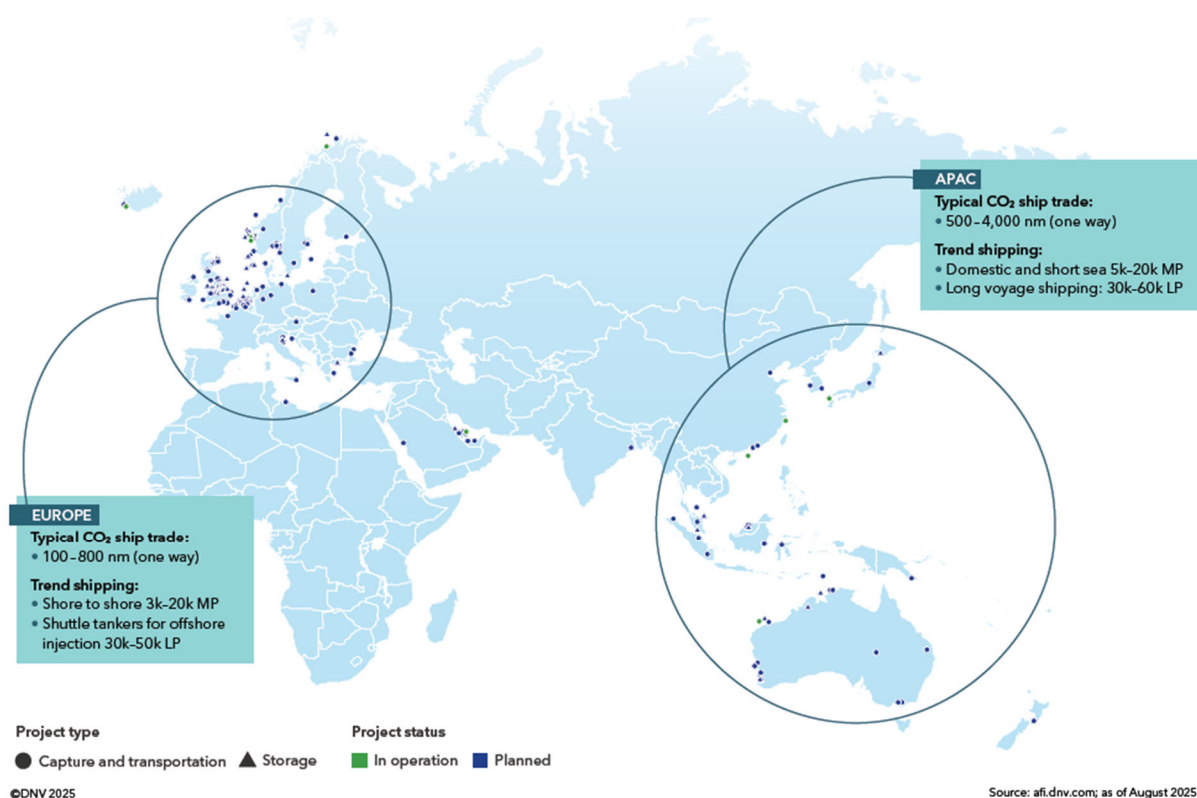 APAC
Typical CO₂ ship trade:
• 500–4,000 nm (one way)
Trend shipping:
• Domestic and short sea 5k–20k MP
• Long voyage shipping: 30k–60k LP
EUROPE
Typical CO₂ ship trade:
• 100–800 nm (one way)
Trend shipping:
• Shore to shore 3k–20k MP
• Shuttle tankers for offshore
injection 30k–50k LP
Project type
Capture and transportation
Storage
Project status
In operation
Planned
©DNV 2025
Source: afi.dnv.com; as of August 2025